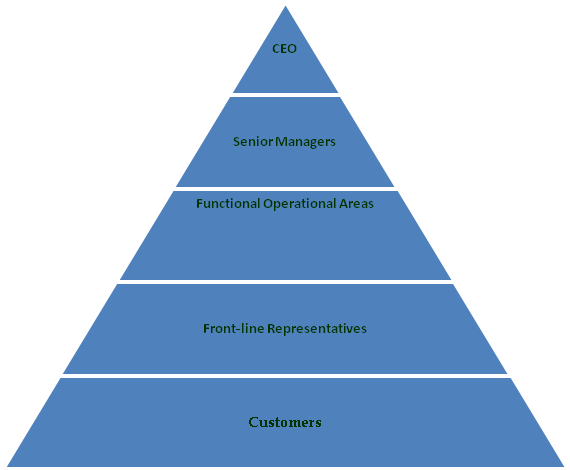 CEO
Senior Managers
Functional Operational Areas
Front-line Representatives
Customers